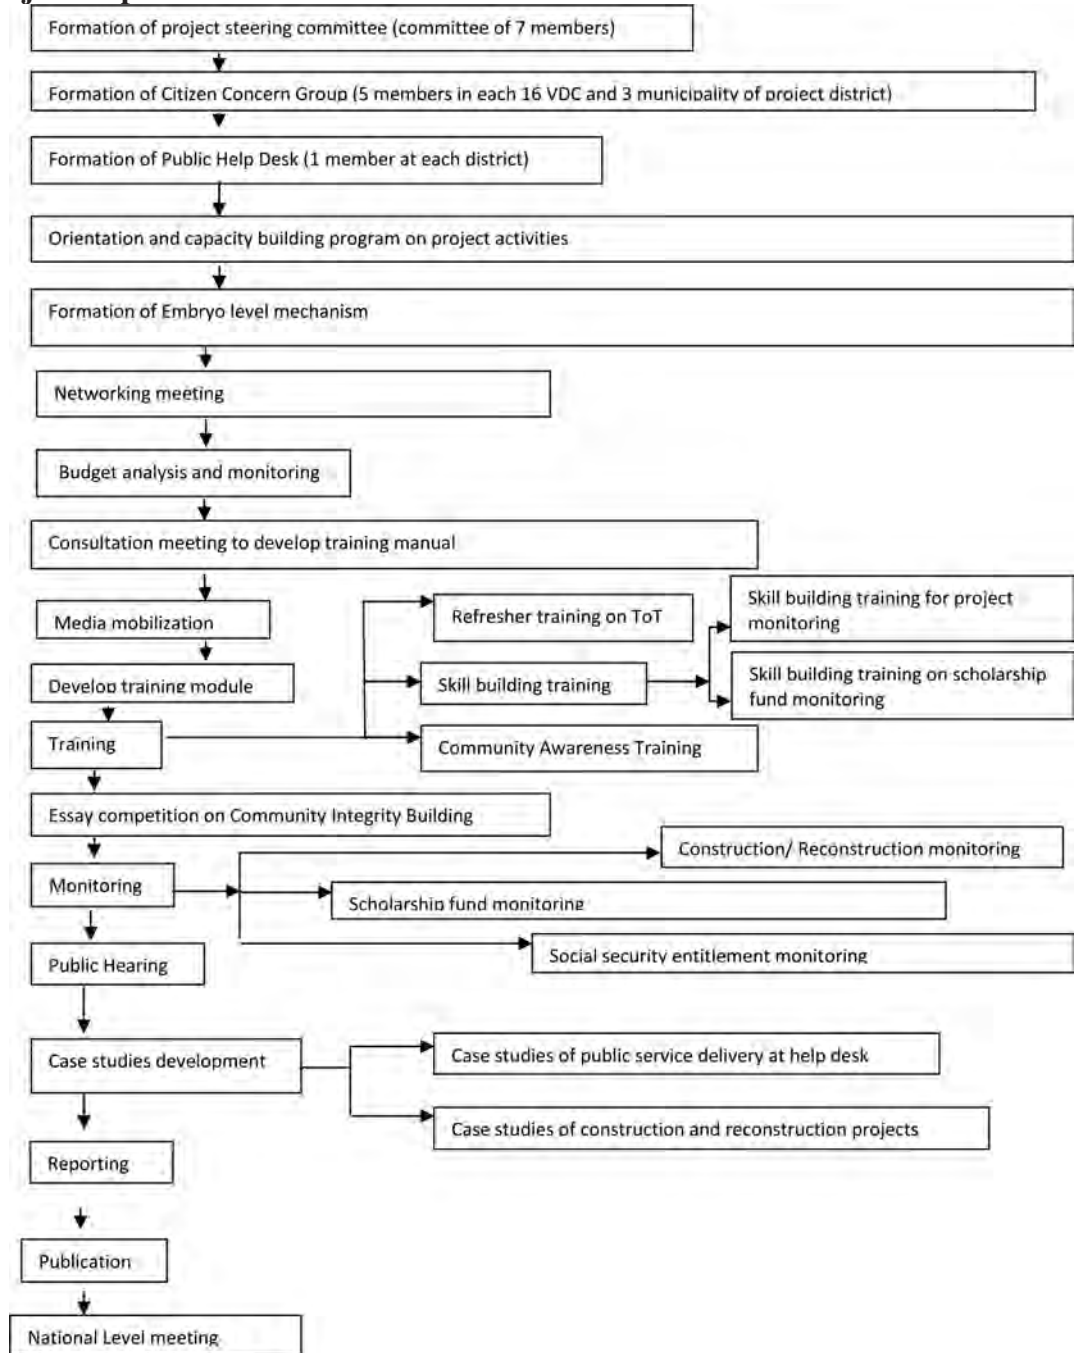 Formation of project steering committee (committee of 7 members)
Formation of Citizen Concern Group (5 members in each 16 VDC and 3 municipality of project district)
Formation of Public Help Desk (1 member at each district)
Orientation and capacity building program on project activities
Formation of Embryo level mechanism
Networking meeting
Budget analysis and monitoring
Consultation meeting to develop training manual
Media mobilization
Develop training module
Training
Refresher training on ToT
Skill building training
Community Awareness Training
Skill building training for project
monitoring
Skill building training on scholarship
fund monitoring
Essay competition on Community Integrity Building
Monitoring
Construction/ Reconstruction monitoring
Scholarship fund monitoring
Social security entitlement monitoring
Public Hearing
Case studies development
Case studies of public service delivery at help desk
Case studies of construction and reconstruction projects
Reporting
Publication
National Level meeting